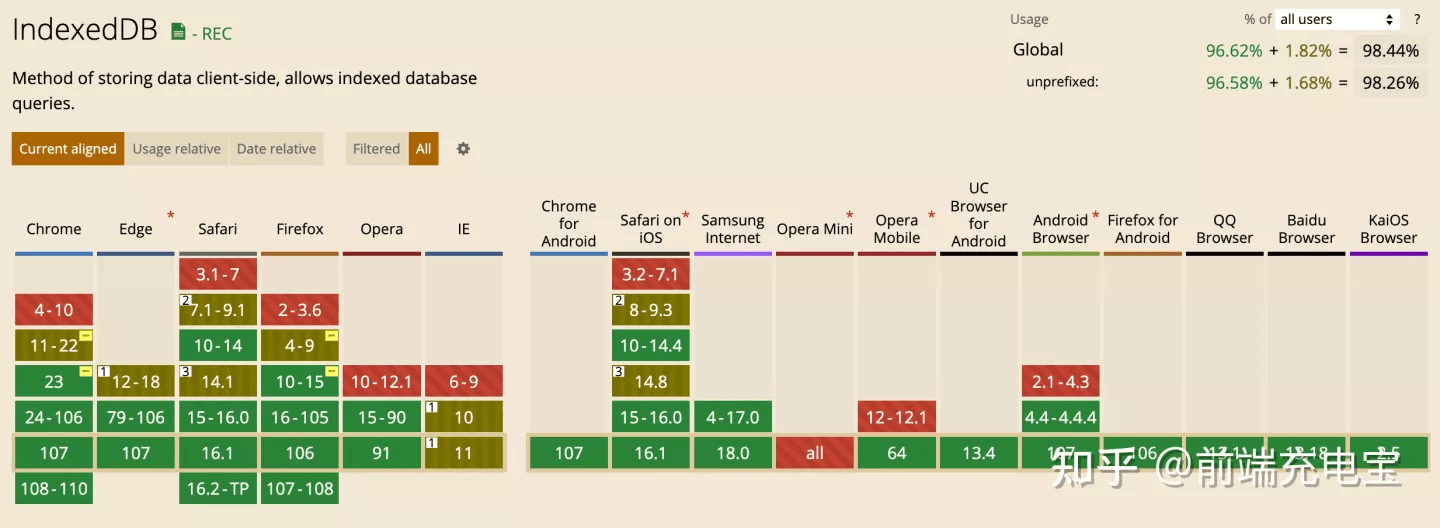 IndexedDB - REC
Usage % of all users ?
Global 96.62% + 1.82% = 98.44%
unprefixed: 96.58% + 1.68% = 98.26%
Method of storing data client-side, allows indexed database
queries.
Current aligned Usage relative Date relative Filtered All
Chrome Edge * Safari Firefox Opera IE
Chrome for Android Safari on iOS * Samsung Internet Opera Mini * Opera Mobile * UC Browser for Android Android Browser * Firefox for Android QQ Browser Baidu Browser KaiOS Browser
3.1-7 3.2-7.1
4-10 2 7.1-9.1 2-3.6 2 8-9.3
11-22 10-14 4-9 10-14.4
23 1 12-18 3 14.1 10-15 10-12.1 6-9 3 14.8 2.1-4.3
24-106 79-106 15-16.0 16-105 15-90 1 10 15-16.0 4-17.0 12-12.1 4.4-4.4.4
107 107 16.1 106 91 1 11 107 16.1 18.0 all 64 13.4 107 106 13.1 13.18 2.5
108-110 16.2-TP 107-108
知乎 @前端充电宝